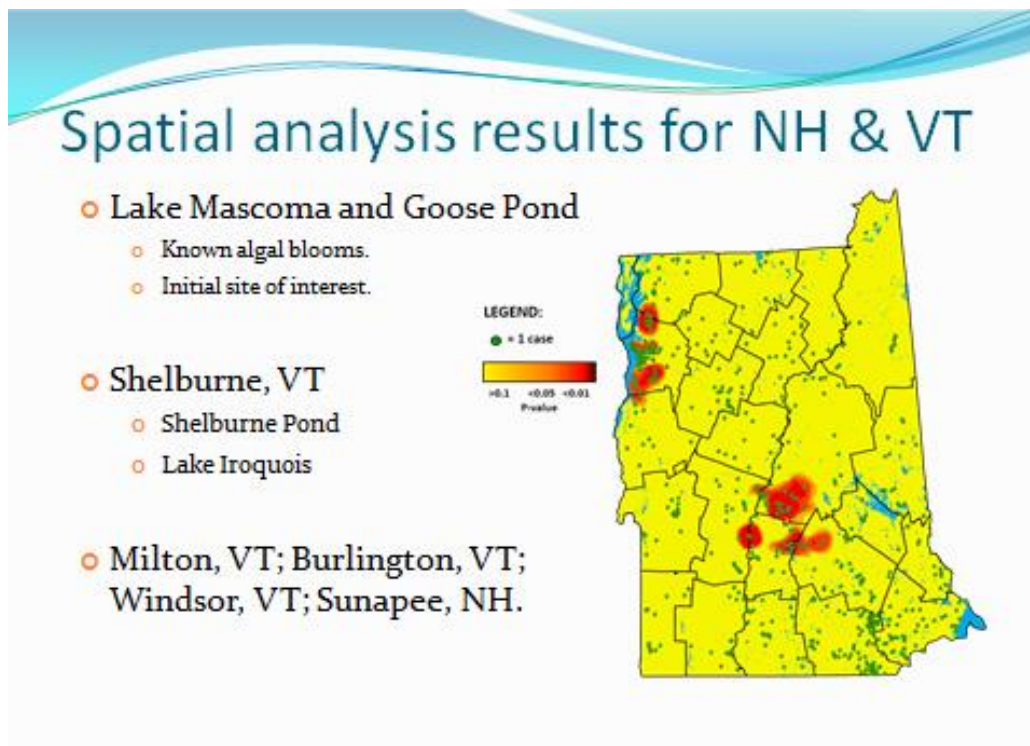 Spatial analysis results for NH & VT
Lake Mascoma and Goose Pond
Known algal blooms.
Initial site of interest.
Shelburne, VT
Shelburne Pond
Lake Iroquois
Milton, VT; Burlington, VT;
Windsor, VT; Sunapee, NH.
LEGEND:
= 1 case
>0.1 <0.05 <0.01
P-value